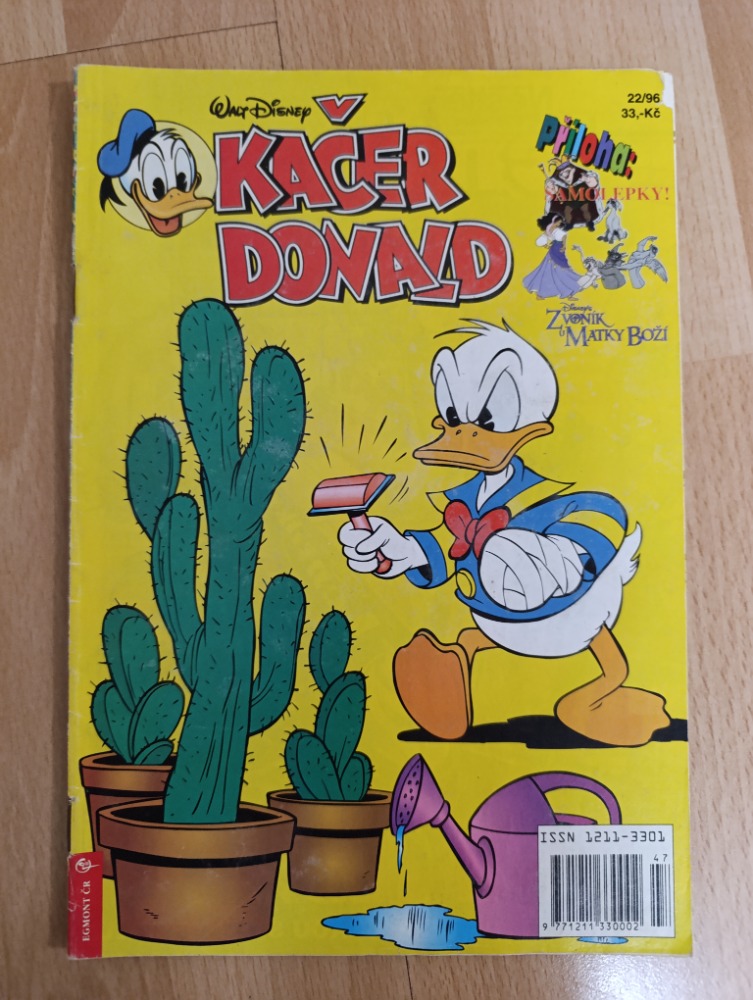 Walt Disney
KAČER
DONALD
22/96
33,-Kč
Příloha:
SAMOLEPKY!
Disney's
ZVONÍK
U MATKY BOŽÍ
ISSN 1211-3301
47
9 771211 330002
EGMONT ČR